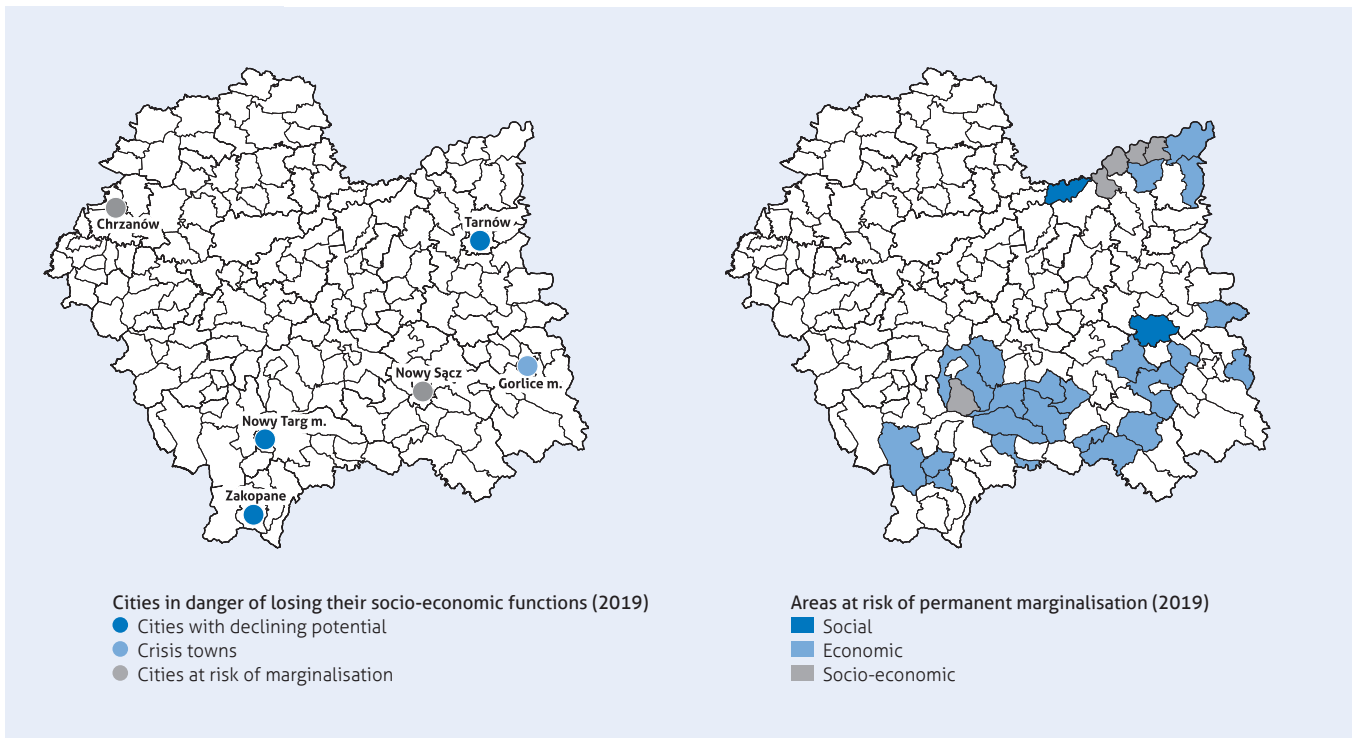 Chrzanów
Tarnów
Nowy Sącz
Gorlice m.
Nowy Targ m.
Zakopane
Cities in danger of losing their socio-economic functions (2019)
Cities with declining potential
Crisis towns
Cities at risk of marginalisation
Areas at risk of permanent marginalisation (2019)
Social
Economic
Socio-economic